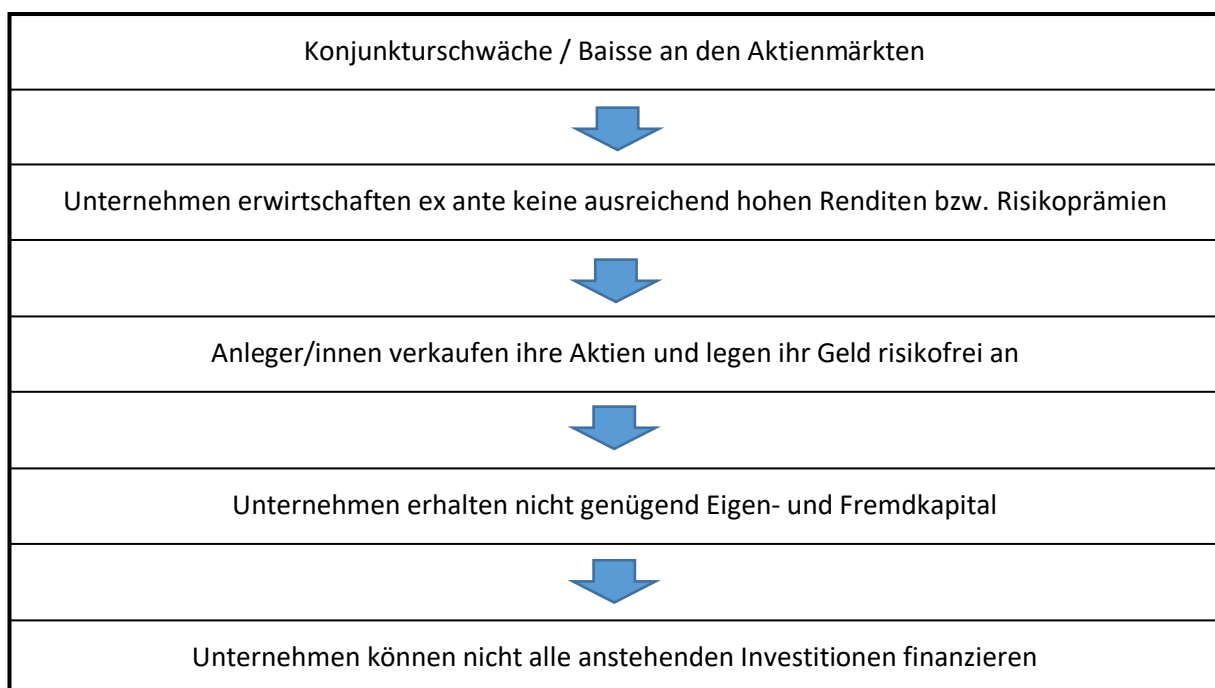 Konjunkturschwäche / Baisse an den Aktienmärkten
Unternehmen erwirtschaften ex ante keine ausreichend hohen Renditen bzw. Risikoprämien
Anleger/innen verkaufen ihre Aktien und legen ihr Geld risikofrei an
Unternehmen erhalten nicht genügend Eigen- und Fremdkapital
Unternehmen können nicht alle anstehenden Investitionen finanzieren